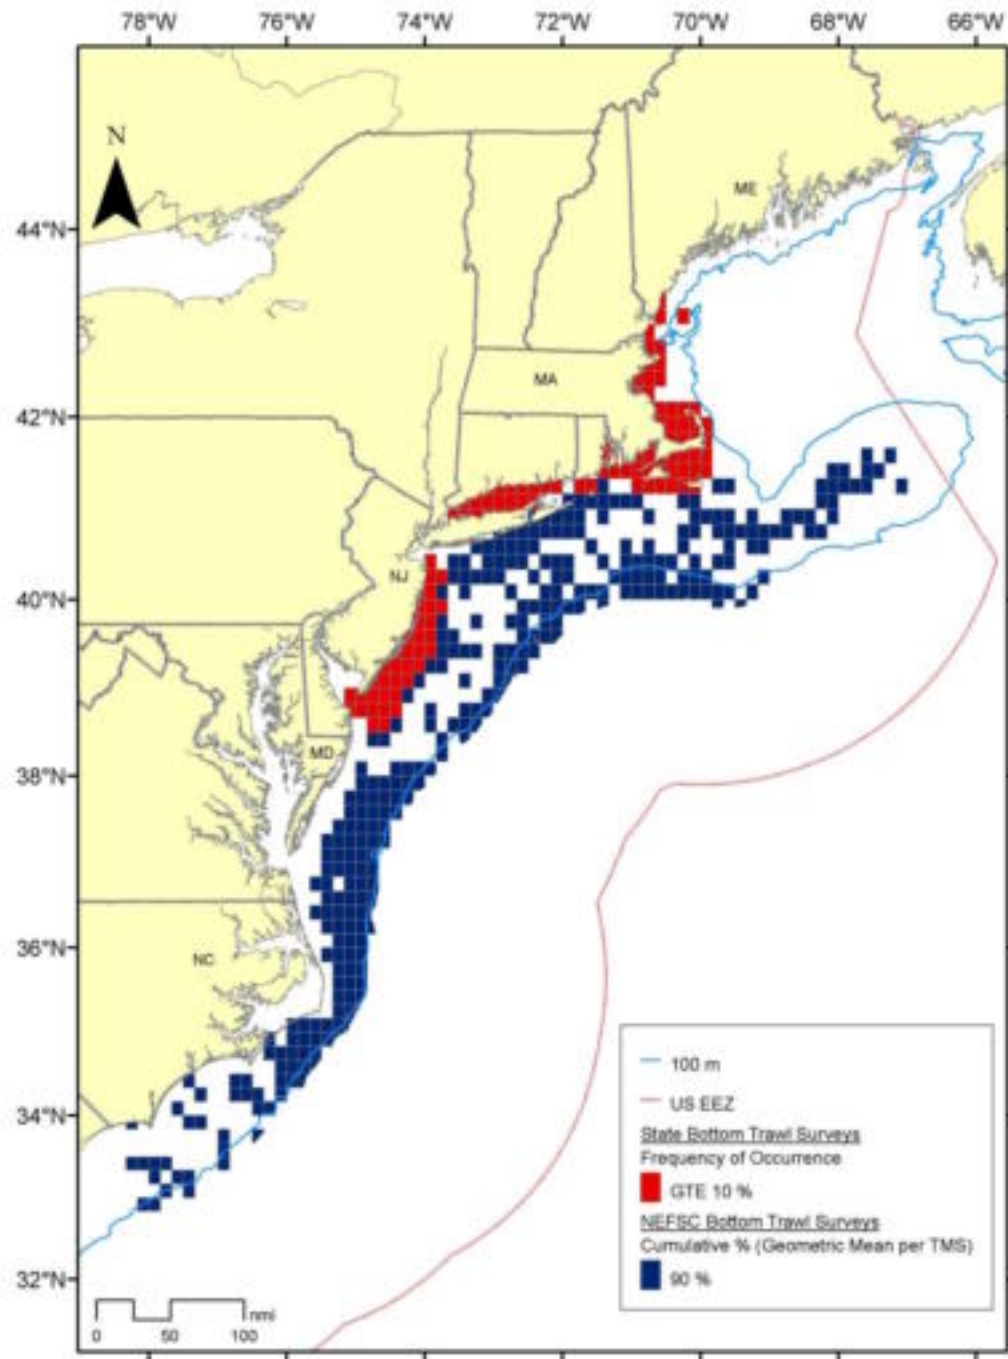 78°W 76°W 74°W 72°W 70°W 68°W 66°W
N
ME
44°N
MA
42°N
NJ
40°N
MD
38°N
36°N
NC
34°N
32°N
100 m
US EEZ
State Bottom Trawl Surveys
Frequency of Occurrence
GTE 10 %
NEFSC Bottom Trawl Surveys
Cumulative % (Geometric Mean per TMS)
90 %
nmi
0 50 100